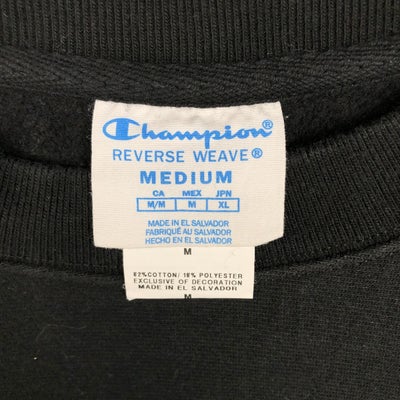 Champion®
REVERSE WEAVE®
MEDIUM
CA MEX JPN
M/M M XL
MADE IN EL SALVADOR
FABRIQUÉ AU SALVADOR
HECHO EN EL SALVADOR
M
82%COTTON/ 18% POLYESTER
EXCLUSIVE OF DECORATION
MADE IN EL SALVADOR
M